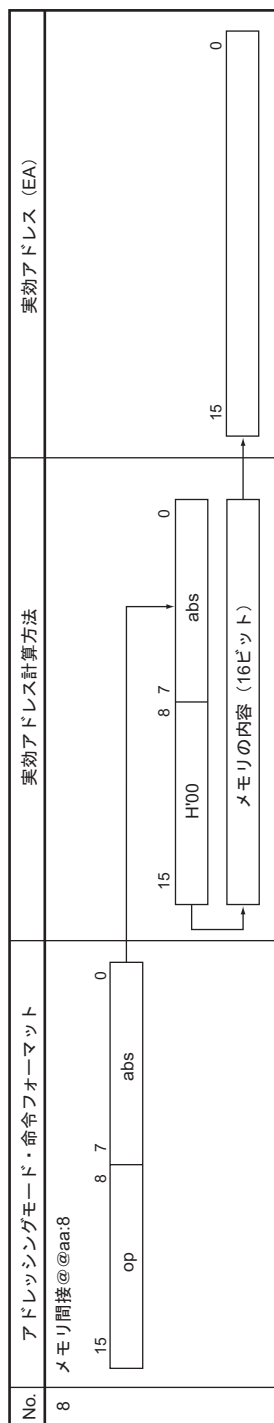 No. アドレッシングモード・命令フォーマット 実効アドレス計算方法 実効アドレス（EA）
8 メモリ間接@@aa:8
15 8 7 0
op abs
15 8 7 0
H'00 abs
メモリの内容（16ビット）
15 0